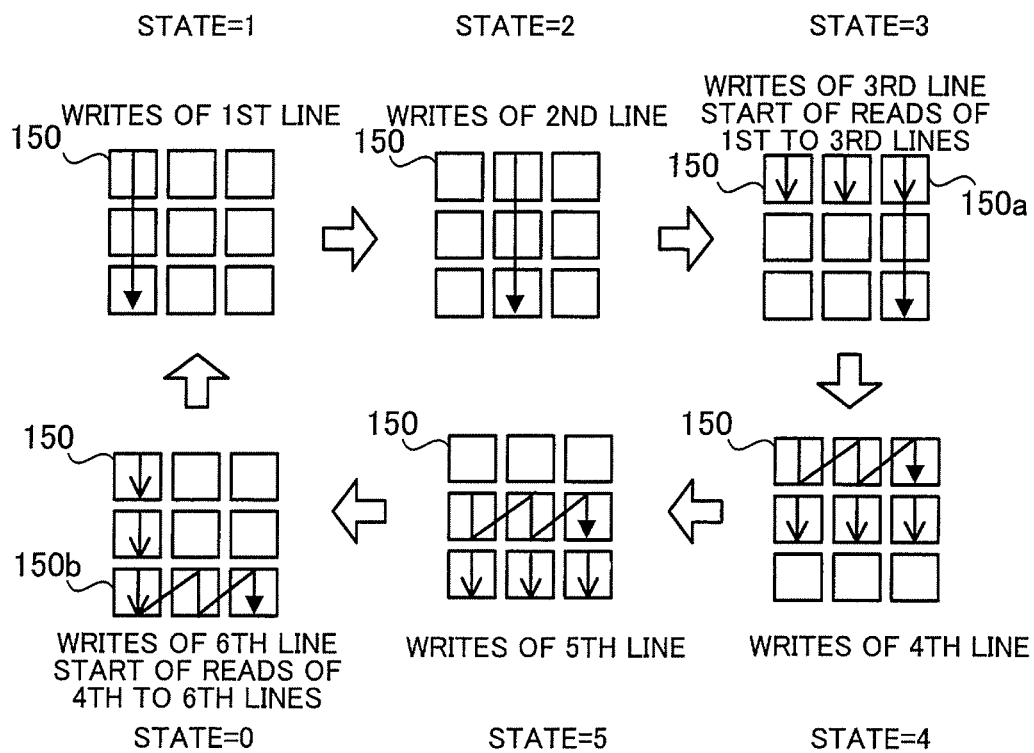 STATE=1
STATE=2
STATE=3
WRITES OF 1ST LINE
WRITES OF 2ND LINE
WRITES OF 3RD LINE
START OF READS OF
1ST TO 3RD LINES
150
150
150
150a
150
150
150
150b
WRITES OF 6TH LINE
START OF READS OF
4TH TO 6TH LINES
WRITES OF 5TH LINE
WRITES OF 4TH LINE
STATE=0
STATE=5
STATE=4